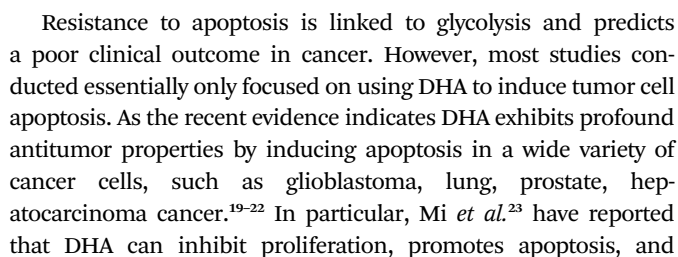 Resistance to apoptosis is linked to glycolysis and predicts
a poor clinical outcome in cancer. However, most studies con-
ducted essentially only focused on using DHA to induce tumor cell
apoptosis. As the recent evidence indicates DHA exhibits profound
antitumor properties by inducing apoptosis in a wide variety of
cancer cells, such as glioblastoma, lung, prostate, hep-
atocarcinoma cancer.¹⁹⁻²² In particular, Mi et al.²³ have reported
that DHA can inhibit proliferation, promotes apoptosis, and